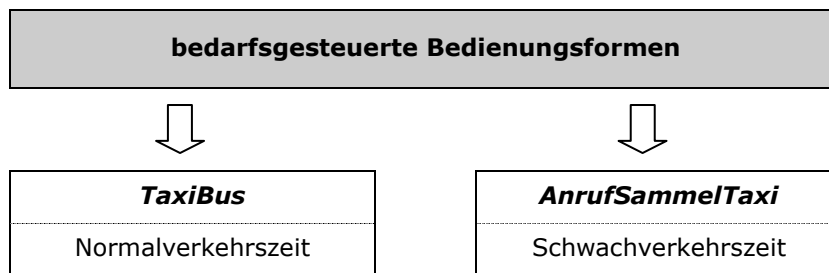 bedarfsgesteuerte Bedienungsformen
TaxiBus
Normalverkehrszeit
AnrufSammelTaxi
Schwachverkehrszeit